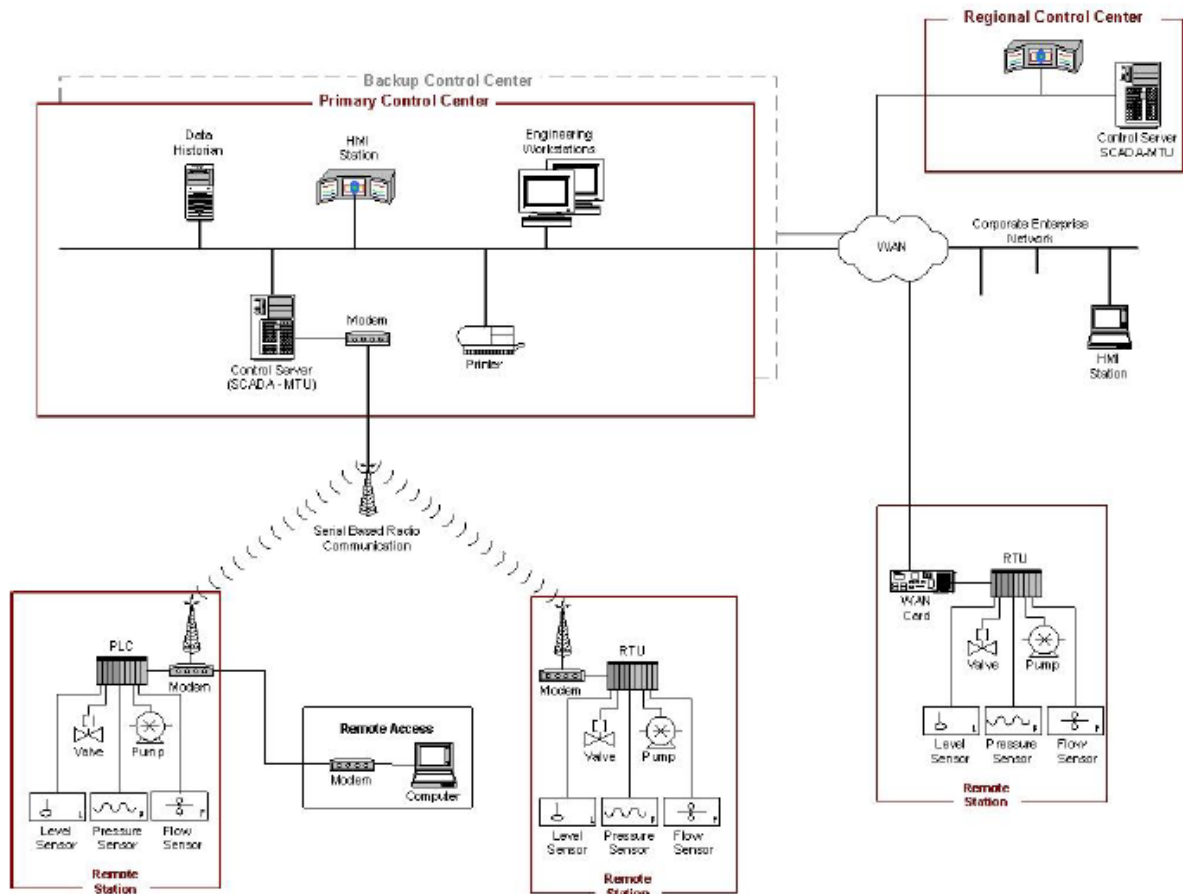 Regional Control Center
Control Server
SCADA-MTU
Backup Control Center
Primary Control Center
Data
Historian
HMI
Station
Engineering
Workstations
Control Server
(SCADA - MTU)
Modem
Printer
WAN
Corporate Enterprise
Network
HMI
Station
Serial Based Radio
Communication
PLC
Modem
Valve
Pump
Level
Sensor
Pressure
Sensor
Flow
Sensor
Remote
Station
Remote Access
Modem
Computer
RTU
Modem
Valve
Pump
Level
Sensor
Pressure
Sensor
Flow
Sensor
Remote
Station
WAN
Card
RTU
Valve
Pump
Level
Sensor
Pressure
Sensor
Flow
Sensor
Remote
Station